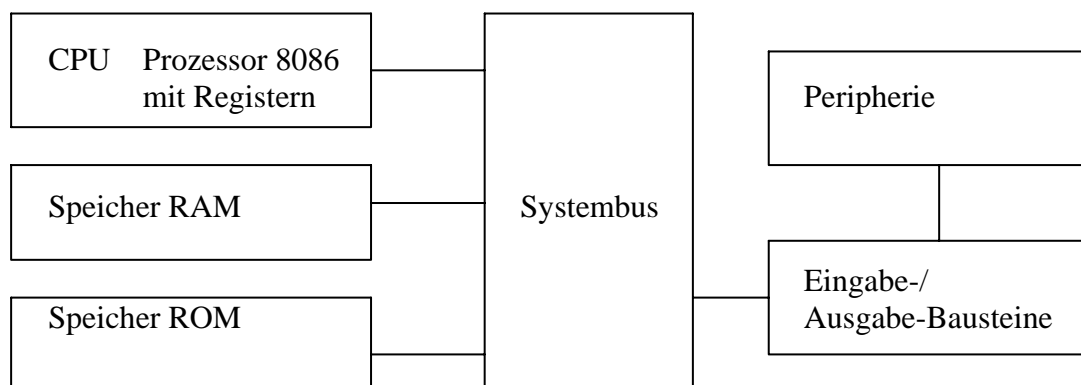 CPU Prozessor 8086
mit Registern
Speicher RAM
Speicher ROM
Systembus
Peripherie
Eingabe-/
Ausgabe-Bausteine